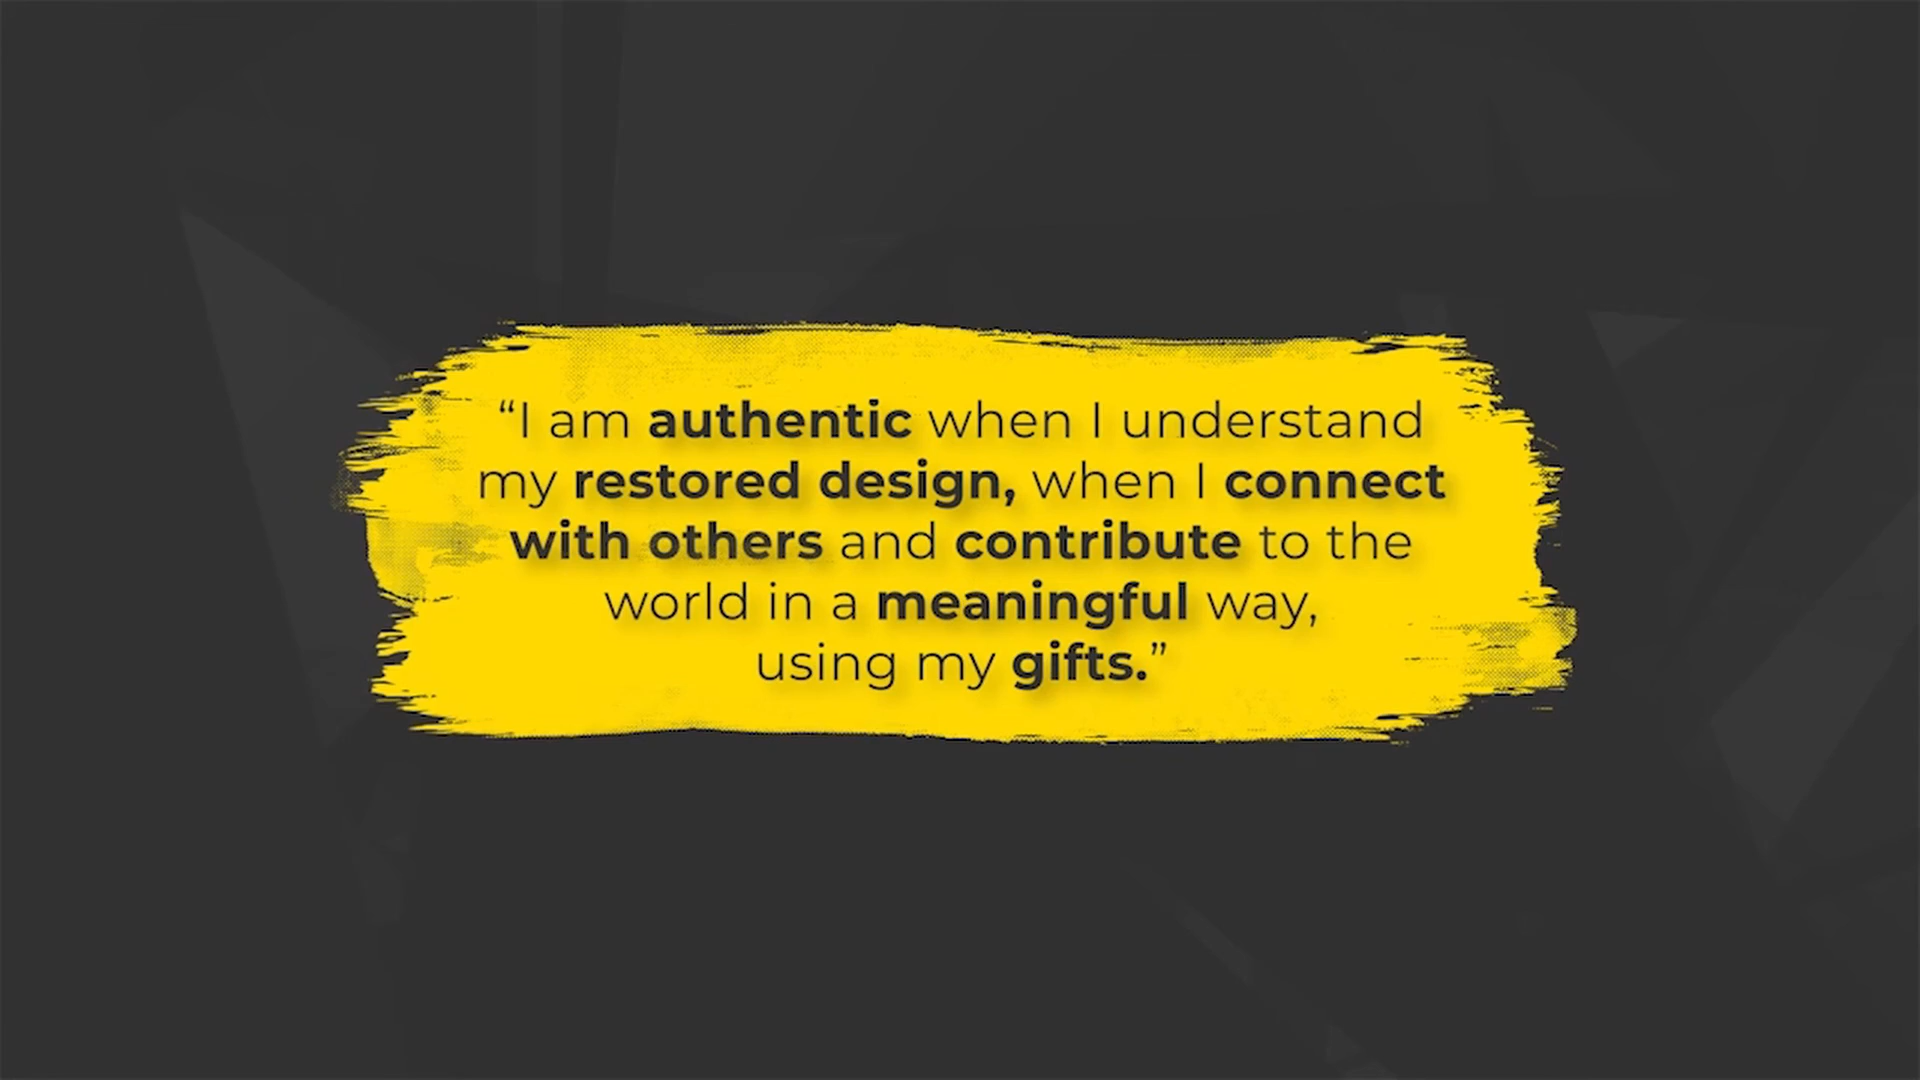 “I am authentic when I understand
my restored design, when I connect
with others and contribute to the
world in a meaningful way,
using my gifts.”